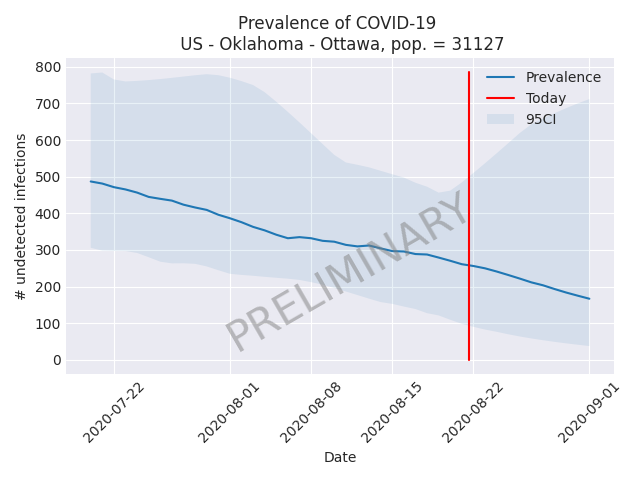 Prevalence of COVID-19
US - Oklahoma - Ottawa, pop. = 31127
# undetected infections
800
700
600
500
400
300
200
100
0
Prevalence
Today
95CI
PRELIMINARY
2020-07-22
2020-08-01
2020-08-08
2020-08-15
2020-08-22
2020-09-01
Date